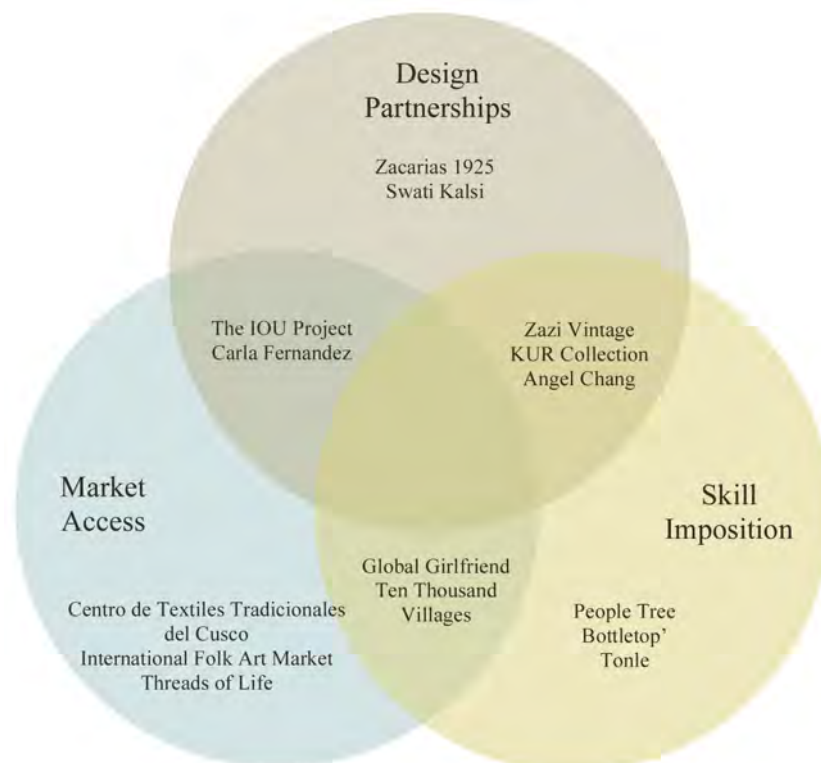 Design
Partnerships
Zacarias 1925
Swati Kalsi
The IOU Project
Carla Fernandez
Zazi Vintage
KUR Collection
Angel Chang
Market
Access
Skill
Imposition
Global Girlfriend
Ten Thousand
Villages
Centro de Textiles Tradicionales
del Cusco
International Folk Art Market
Threads of Life
People Tree
Bottletop’
Tonle